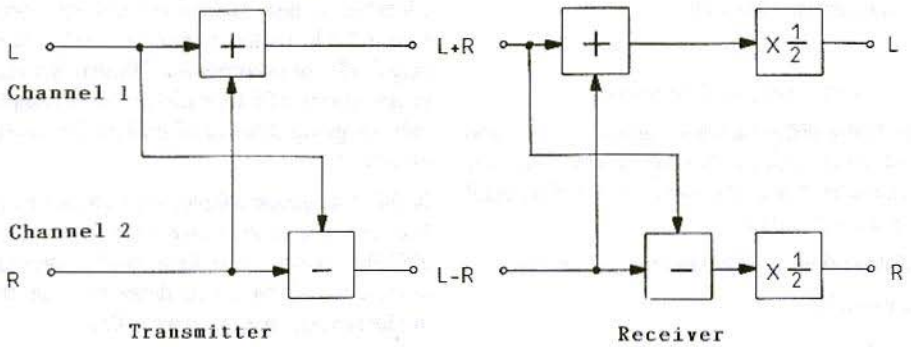 L + L+R + × 1/2 L
Channel 1
Channel 2
R − L−R − × 1/2 R
Transmitter Receiver